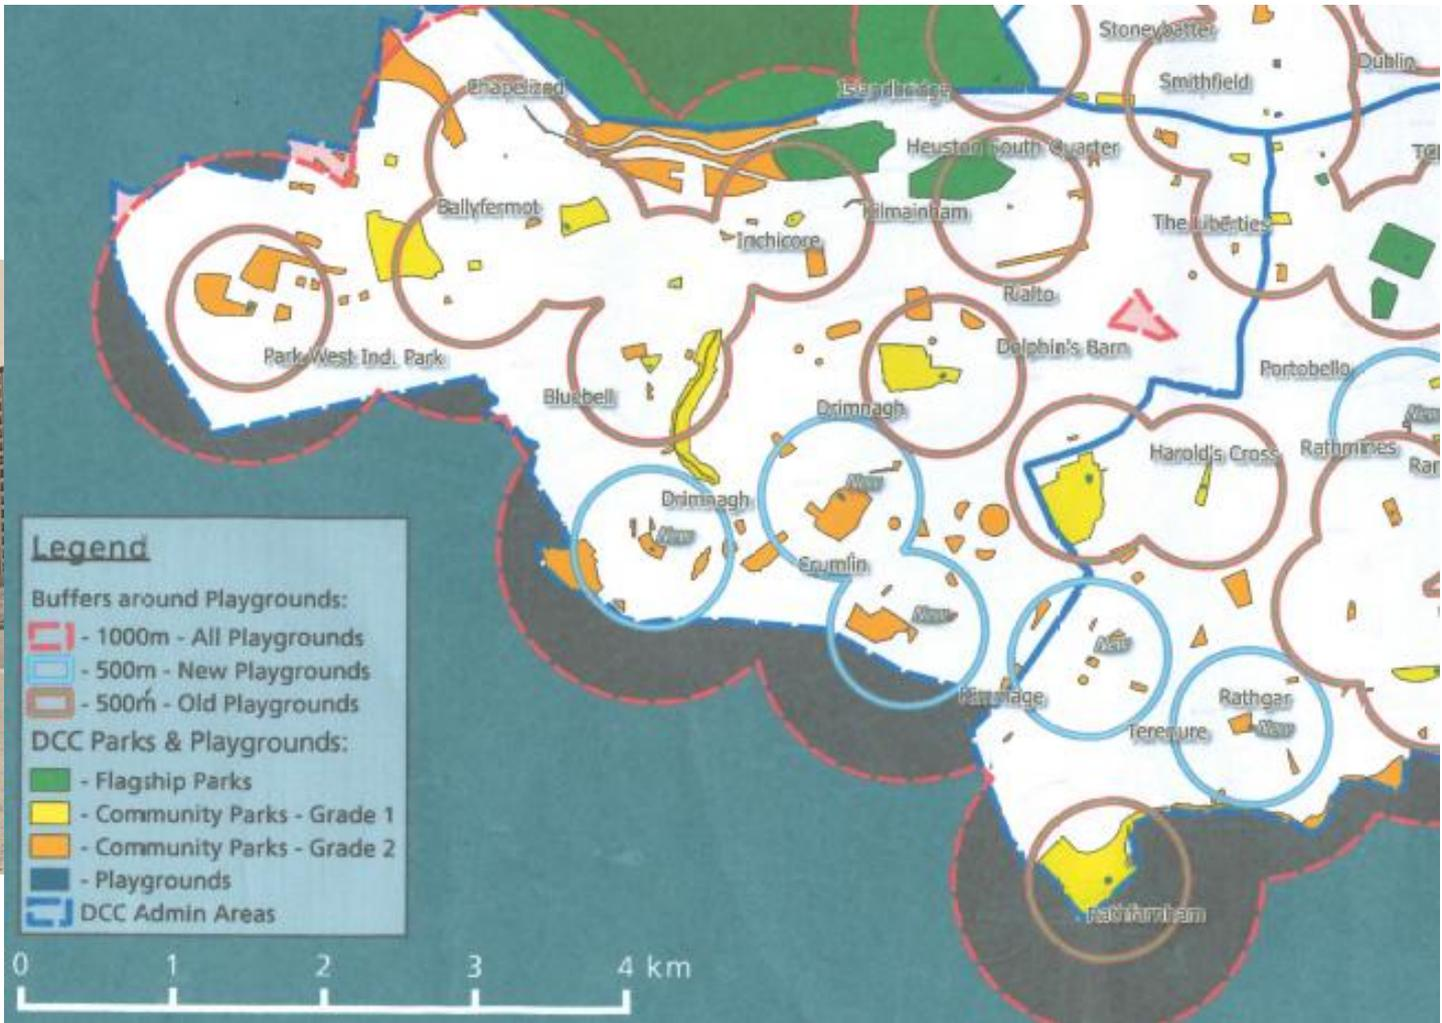 Stoneybatter
Dublin
Smithfield
Chapelizod
Islandbridge
Heuston South Quarter
Ballyfermot
Kilmainham
The Liberties
Inchicore
Rialto
Park West Ind. Park
Dolphin's Barn
Portobello
Bluebell
Drimnagh
New
Harold's Cross
Rathmines
New
Drimnagh
New
Crumlin
New
New
Kimmage
Rathgar
New
Terenure
Rathfarnham
Legend
Buffers around Playgrounds:
- 1000m - All Playgrounds
- 500m - New Playgrounds
- 500m - Old Playgrounds
DCC Parks & Playgrounds:
- Flagship Parks
- Community Parks - Grade 1
- Community Parks - Grade 2
- Playgrounds
DCC Admin Areas
0 1 2 3 4 km